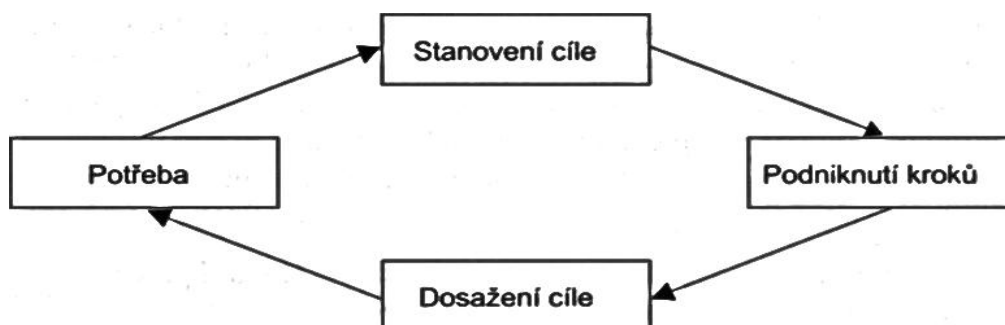 Stanovení cíle
Potřeba
Podniknutí kroků
Dosažení cíle